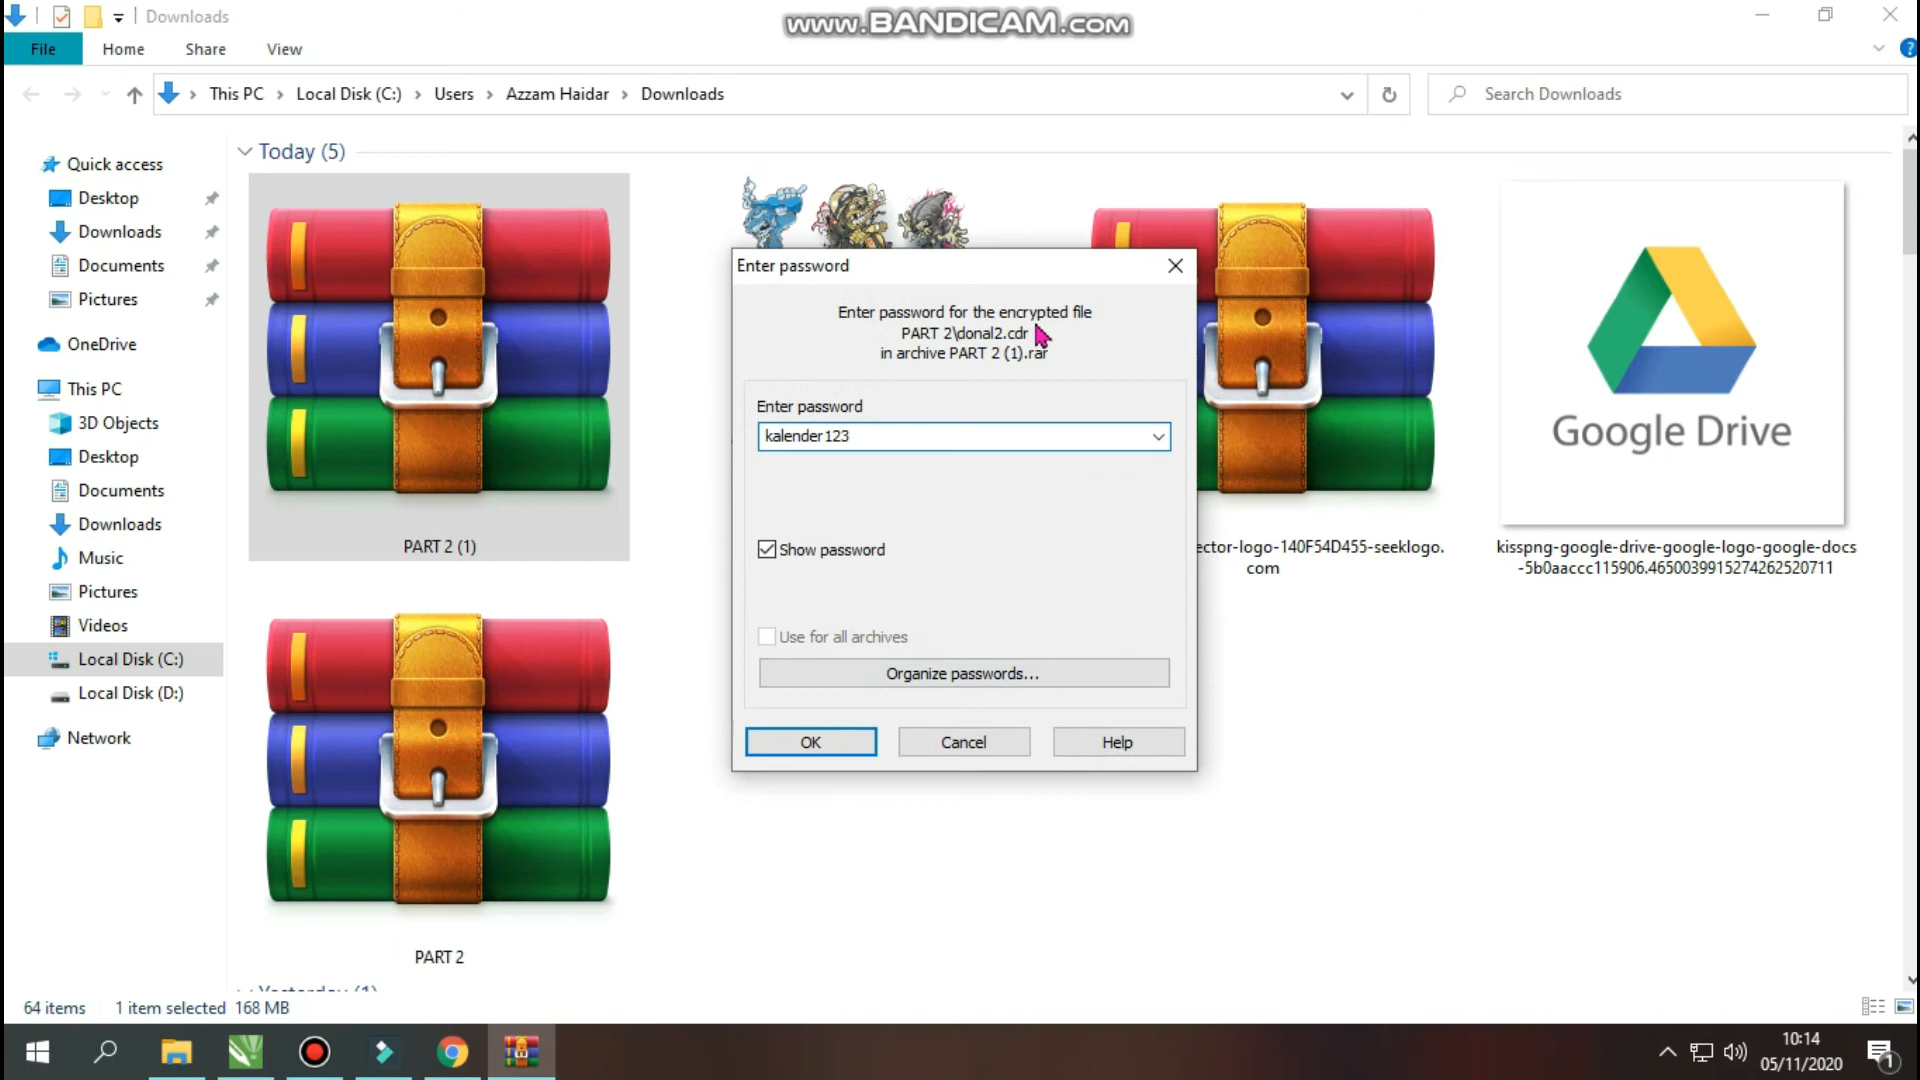 Downloads
www.BANDICAM.com
File
Home
Share
View
This PC
Local Disk (C:)
Users
Azzam Haidar
Downloads
Search Downloads
Quick access
Desktop
Downloads
Documents
Pictures
OneDrive
This PC
3D Objects
Desktop
Documents
Downloads
Music
Pictures
Videos
Local Disk (C:)
Local Disk (D:)
Network
Today (5)
PART 2 (1)
Enter password
Enter password for the encrypted file
PART 2\donal2.cdr
in archive PART 2 (1).rar
Enter password
kalender123
Show password
Use for all archives
Organize passwords...
OK
Cancel
Help
ector-logo-140F54D455-seeklogo.
com
Google Drive
kisspng-google-drive-google-logo-google-docs
-5b0aaccc115906.4650039915274262520711
PART 2
Yesterday (1)
64 items
1 item selected 168 MB
10:14
05/11/2020
1